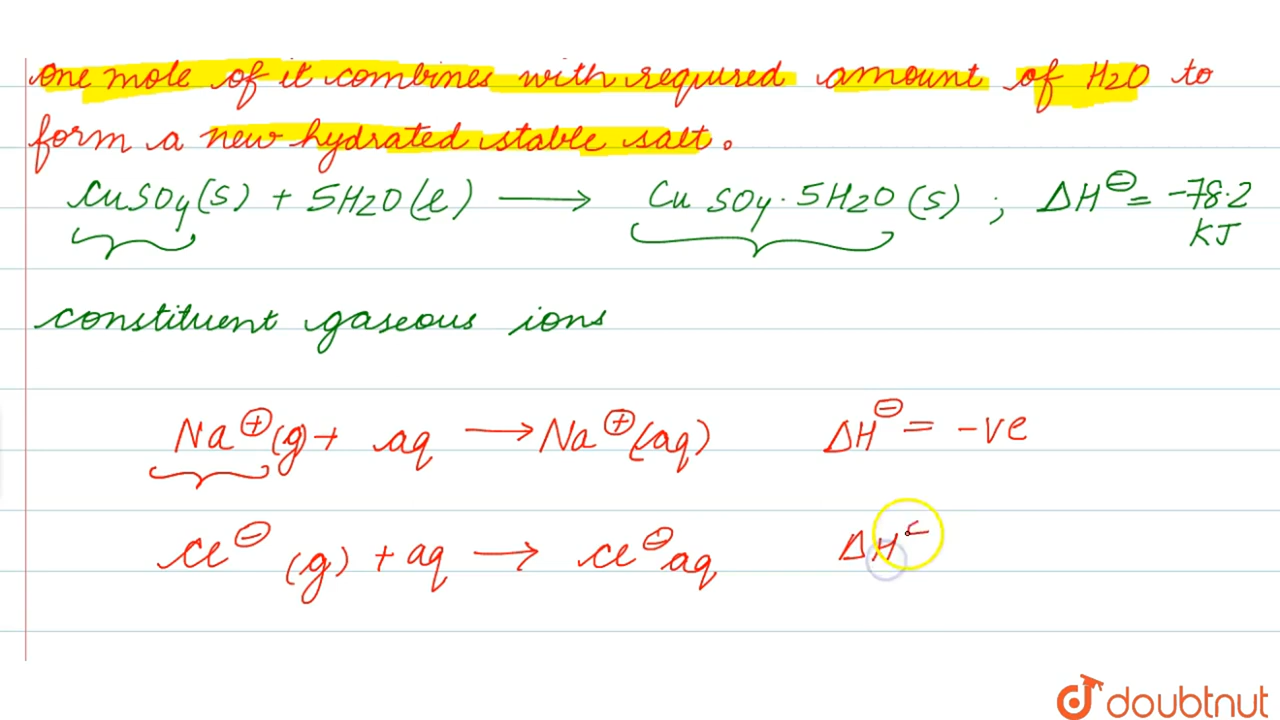 one mole of it combines with required amount of H2O to
form a new hydrated stable salt.
CuSO4(s) + 5H2O(l) ⟶ CuSO4·5H2O(s) ; ΔH⊖ = -78.2
KJ
constituent gaseous ions
Na⊕(g) + aq ⟶ Na⊕(aq) ΔH⊖ = -ve
Cl⊖(g) + aq ⟶ Cl⊖aq ΔH
doubtnut